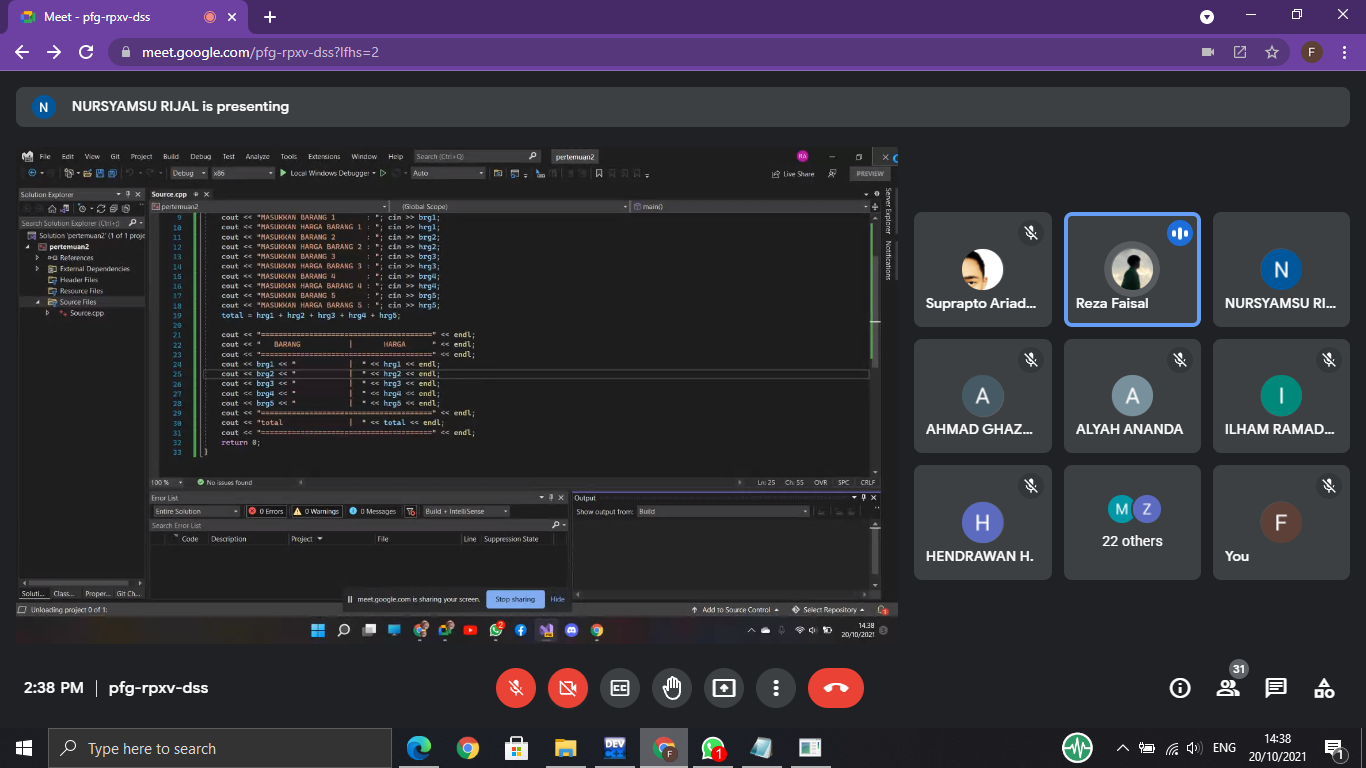 Meet - pfg-rpxv-dss
meet.google.com/pfg-rpxv-dss?lfhs=2
F
N NURSYAMSU RIJAL is presenting
File Edit View Git Project Build Debug Test Analyze Tools Extensions Window Help Search (Ctrl+Q) pertemuan2 RA
Debug x86 Local Windows Debugger Auto Live Share PREVIEW
Solution Explorer
Search Solution Explorer (Ctrl+;)
Solution 'pertemuan2' (1 of 1 proje
pertemuan2
References
External Dependencies
Header Files
Resource Files
Source Files
Source.cpp
Soluti... Class... Proper... Git Ch...
Source.cpp
pertemuan2 (Global Scope) main()
9 cout << "MASUKKAN BARANG 1 : "; cin >> brg1;
10 cout << "MASUKKAN HARGA BARANG 1 : "; cin >> hrg1;
11 cout << "MASUKKAN BARANG 2 : "; cin >> brg2;
12 cout << "MASUKKAN HARGA BARANG 2 : "; cin >> hrg2;
13 cout << "MASUKKAN BARANG 3 : "; cin >> brg3;
14 cout << "MASUKKAN HARGA BARANG 3 : "; cin >> hrg3;
15 cout << "MASUKKAN BARANG 4 : "; cin >> brg4;
16 cout << "MASUKKAN HARGA BARANG 4 : "; cin >> hrg4;
17 cout << "MASUKKAN BARANG 5 : "; cin >> brg5;
18 cout << "MASUKKAN HARGA BARANG 5 : "; cin >> hrg5;
19 total = hrg1 + hrg2 + hrg3 + hrg4 + hrg5;
20
21 cout << "========================================" << endl;
22 cout << " BARANG | HARGA " << endl;
23 cout << "========================================" << endl;
24 cout << brg1 << " | " << hrg1 << endl;
25 cout << brg2 << " | " << hrg2 << endl;
26 cout << brg3 << " | " << hrg3 << endl;
27 cout << brg4 << " | " << hrg4 << endl;
28 cout << brg5 << " | " << hrg5 << endl;
29 cout << "========================================" << endl;
30 cout << "total | " << total << endl;
31 cout << "========================================" << endl;
32 return 0;
33 }
100 % No issues found Ln: 25 Ch: 55 OVR SPC CRLF
Server Explorer
Notifications
Error List
Entire Solution 0 Errors 0 Warnings 0 Messages Build + IntelliSense
Search Error List
Code Description Project File Line Suppression State
Output
Show output from: Build
meet.google.com is sharing your screen. Stop sharing Hide
Unloading project 0 of 1: Add to Source Control Select Repository 1
2
14.38
20/10/2021
3
Suprapto Ariad...
Reza Faisal
N
NURSYAMSU RI...
A
AHMAD GHAZ...
A
ALYAH ANANDA
I
ILHAM RAMAD...
H
HENDRAWAN H.
M Z
22 others
F
You
2:38 PM | pfg-rpxv-dss
31
Type here to search
DEV
F
1
ENG
14:38
20/10/2021
1